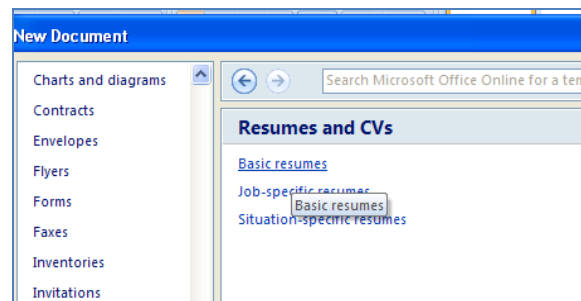 New Document
Charts and diagrams
Contracts
Envelopes
Flyers
Forms
Faxes
Inventories
Invitations
Search Microsoft Office Online for a tem
Resumes and CVs
Basic resumes
Job-specific resumes
Basic resumes
Situation-specific resumes